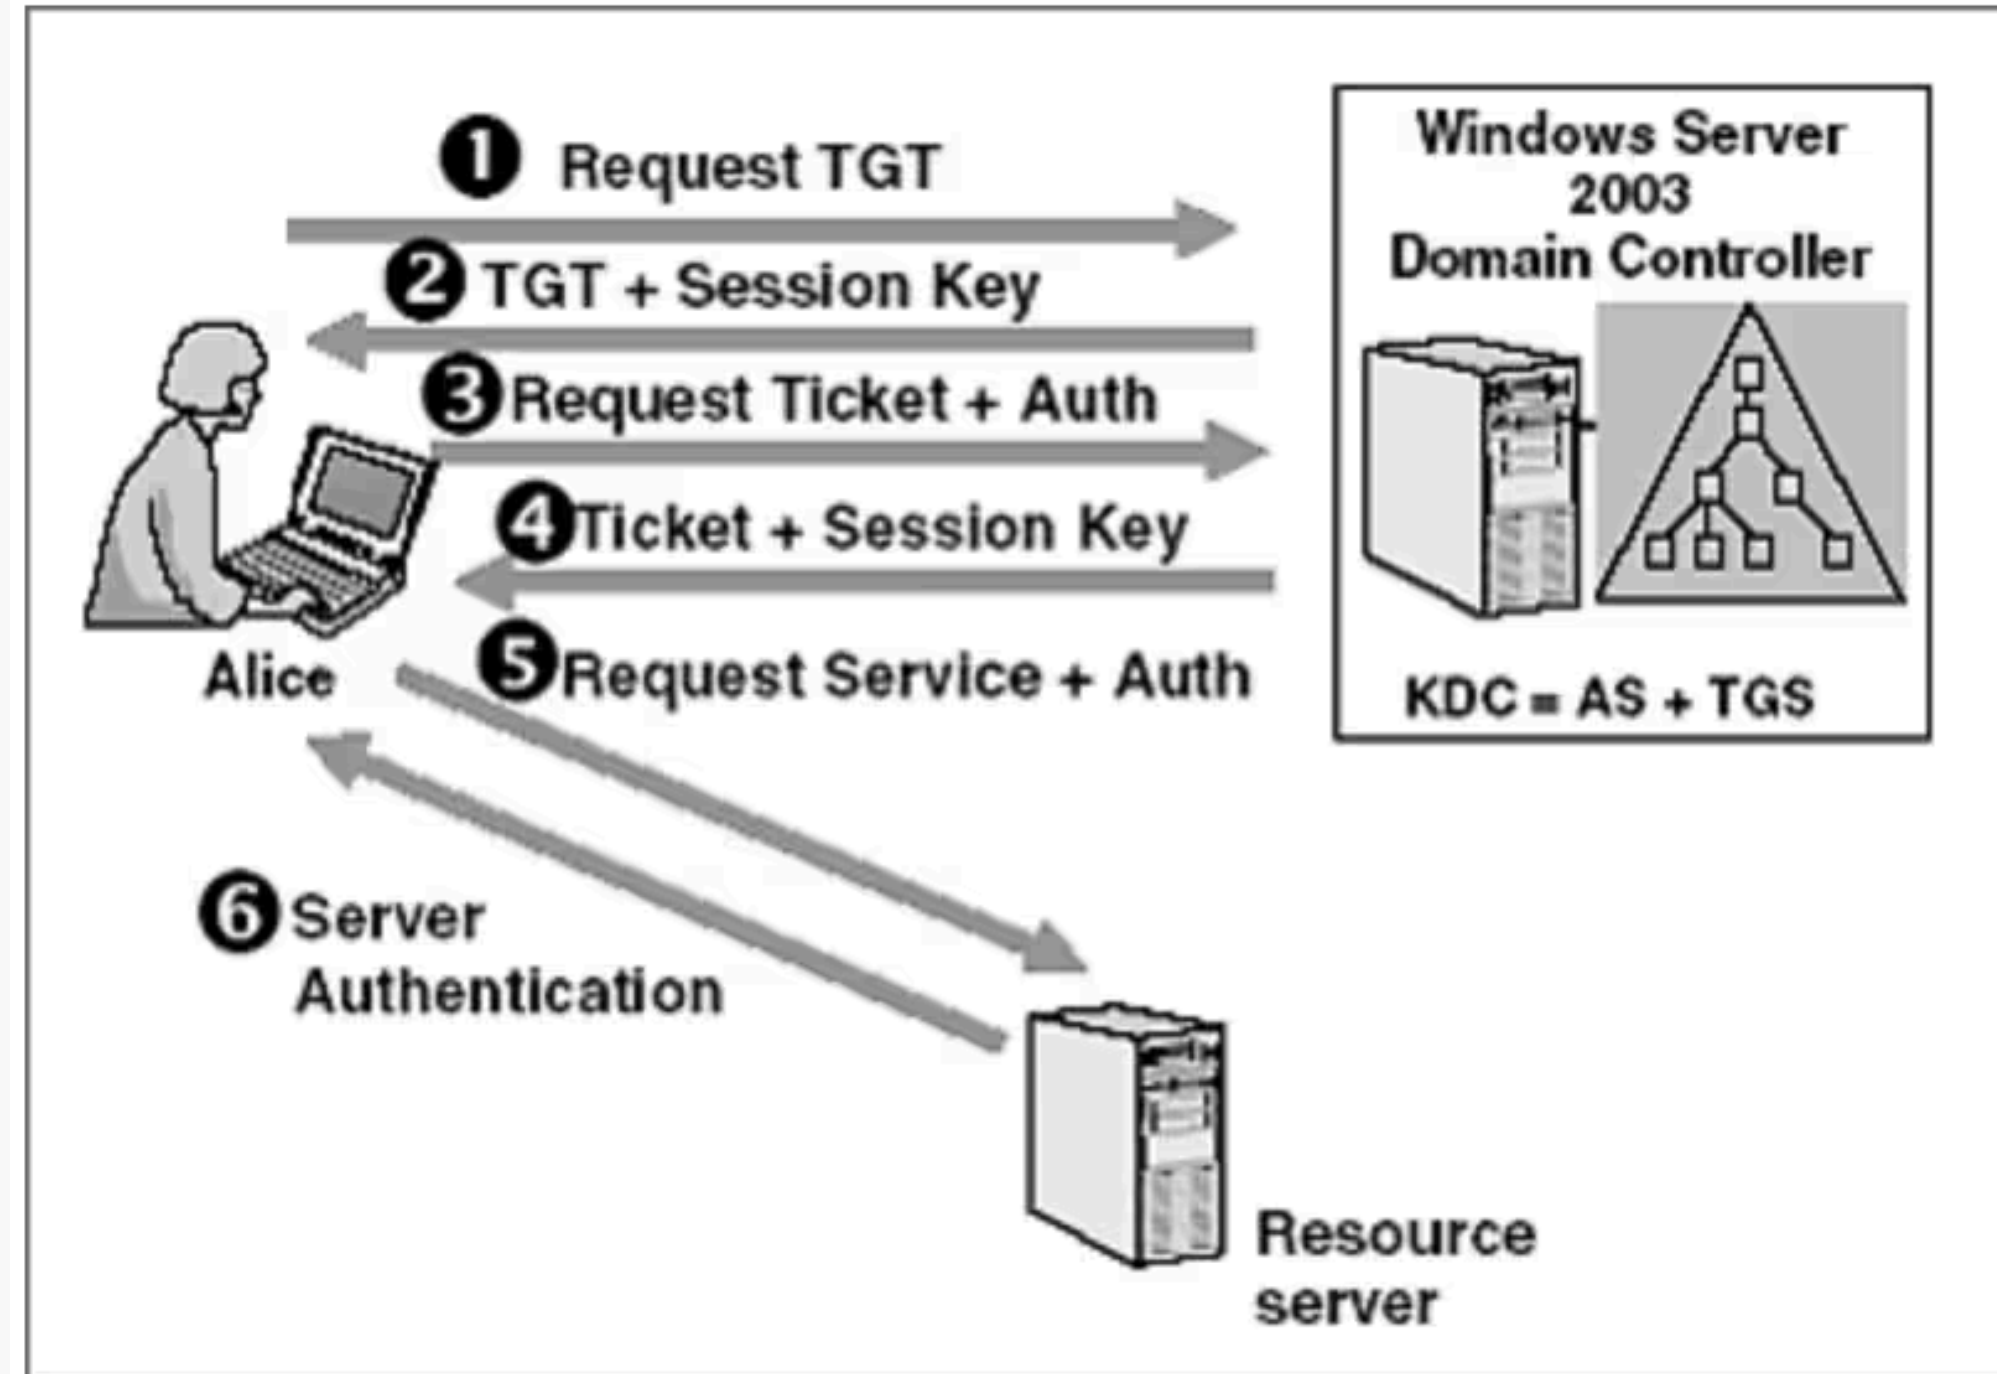 1 Request TGT
2 TGT + Session Key
3 Request Ticket + Auth
4 Ticket + Session Key
5 Request Service + Auth
Alice
6 Server
Authentication
Windows Server
2003
Domain Controller
KDC = AS + TGS
Resource
server